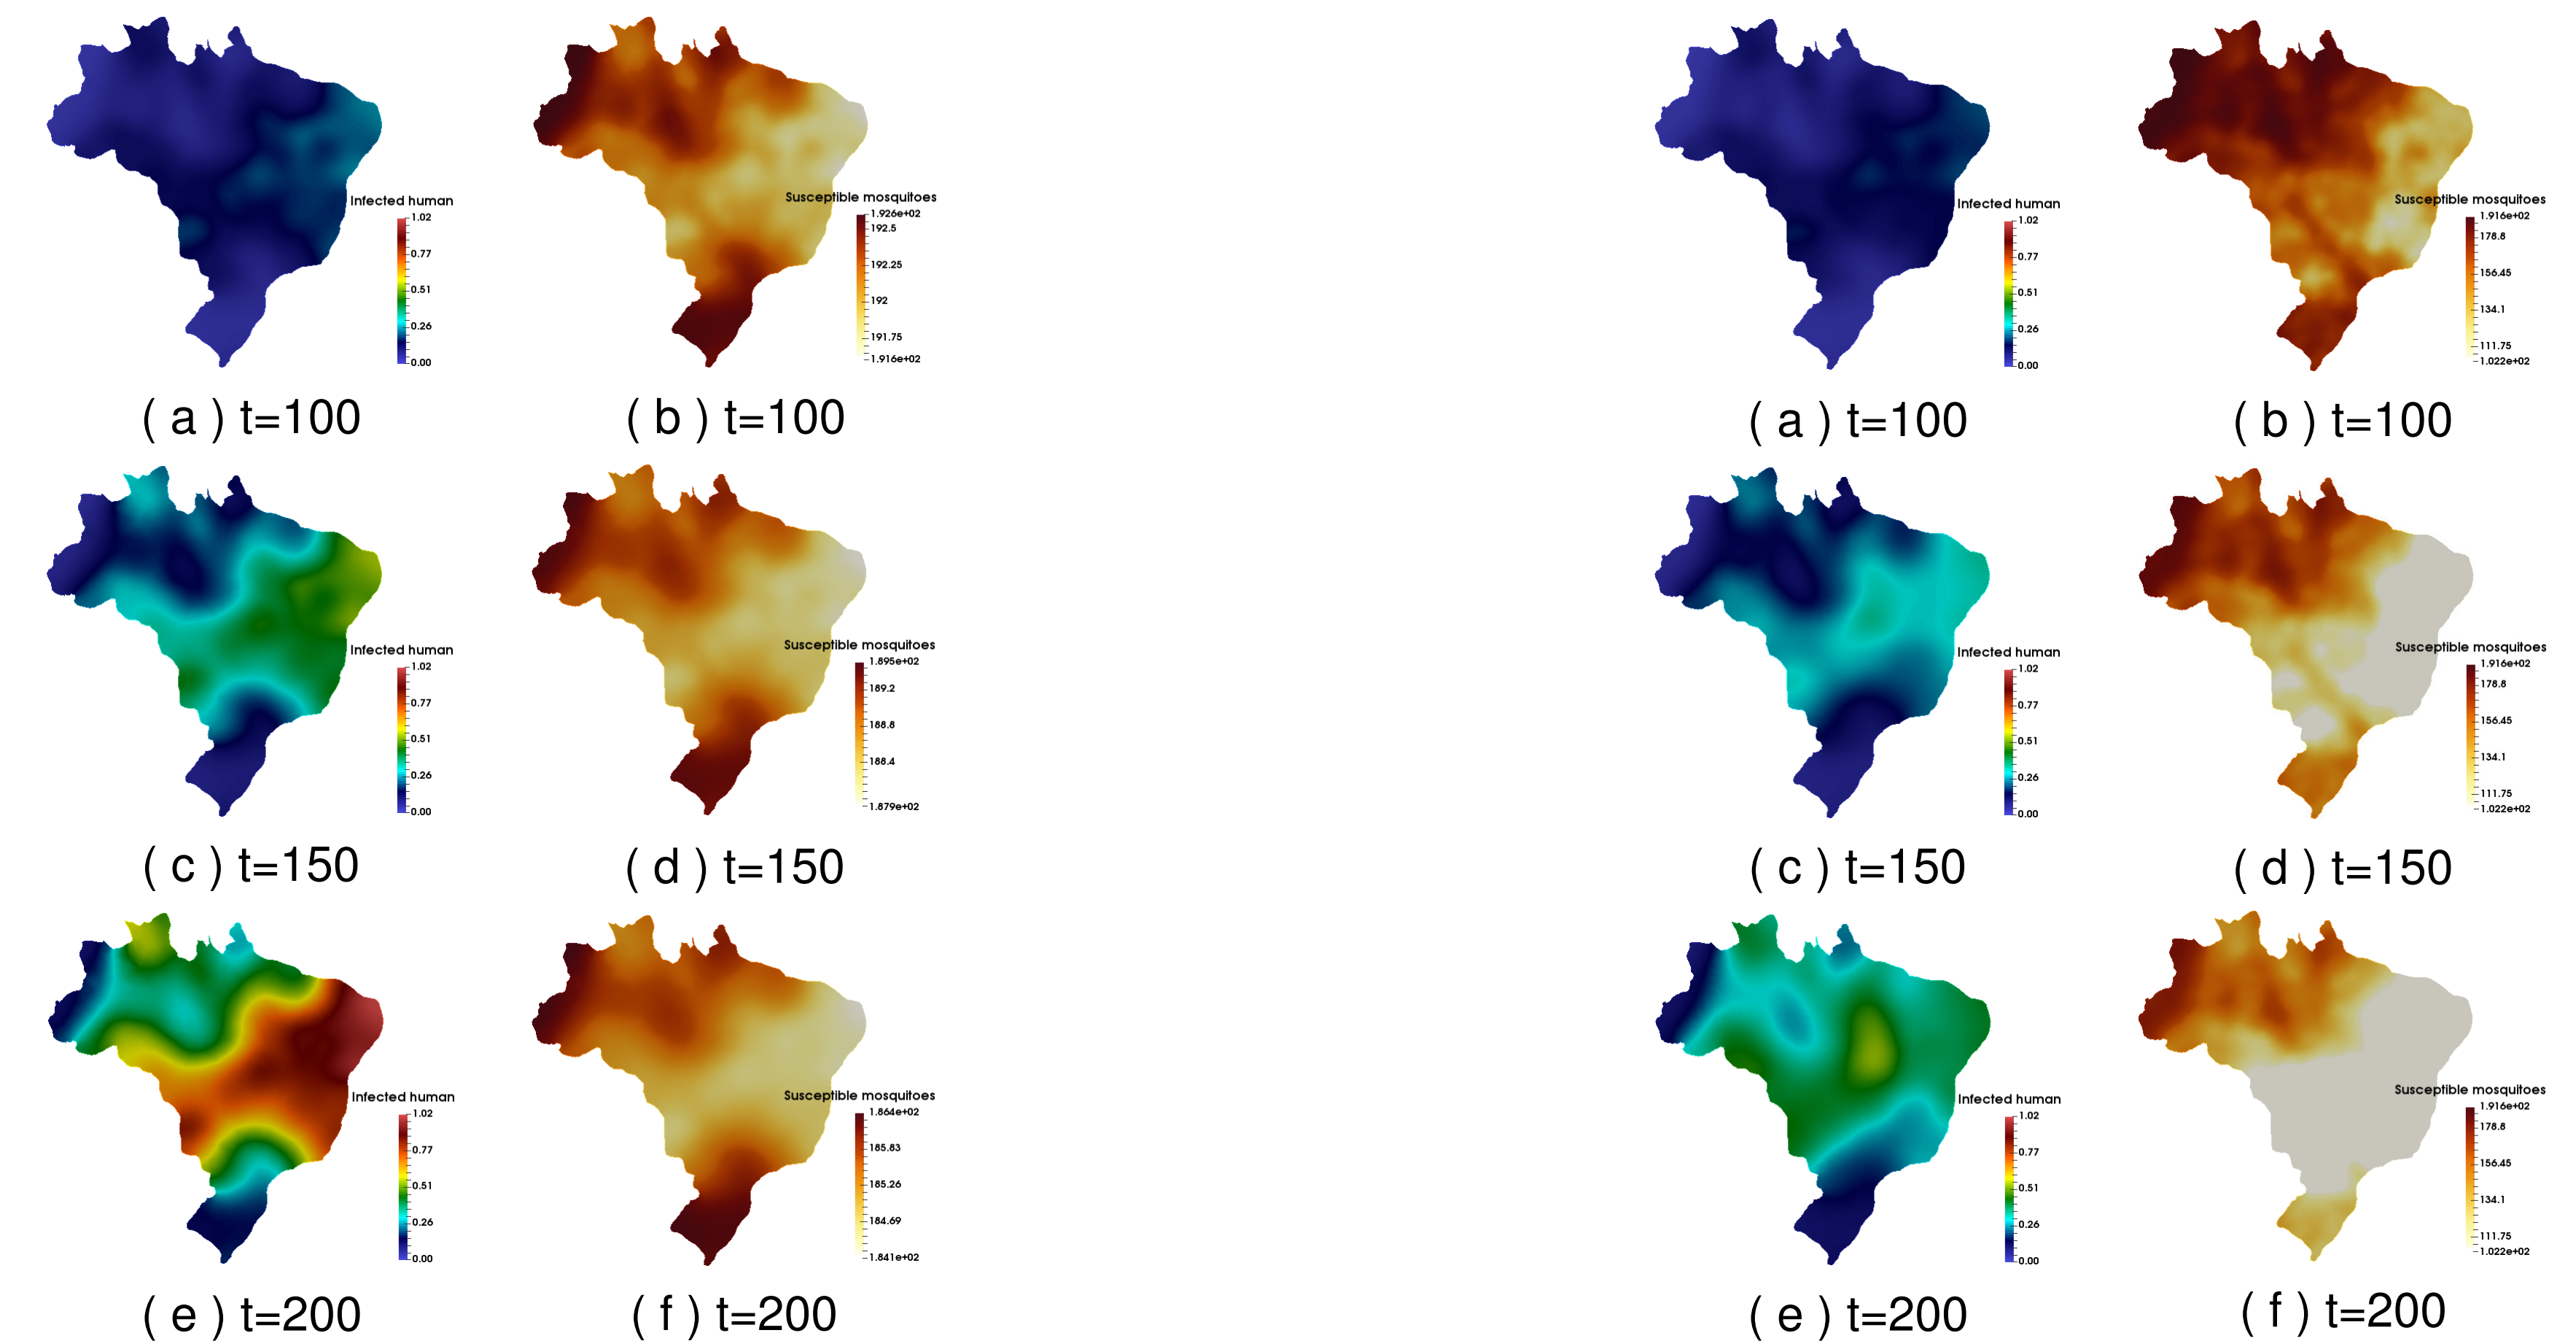 Infected human
1.02
0.77
0.51
0.26
0.00
( a ) t=100
Susceptible mosquitoes
1.926e+02
192.5
192.25
192
191.75
1.916e+02
( b ) t=100
Infected human
1.02
0.77
0.51
0.26
0.00
( a ) t=100
Susceptible mosquitoes
1.916e+02
178.8
156.45
134.1
111.75
1.022e+02
( b ) t=100
Infected human
1.02
0.77
0.51
0.26
0.00
( c ) t=150
Susceptible mosquitoes
1.895e+02
189.2
188.8
188.4
1.879e+02
( d ) t=150
Infected human
1.02
0.77
0.51
0.26
0.00
( c ) t=150
Susceptible mosquitoes
1.916e+02
178.8
156.45
134.1
111.75
1.022e+02
( d ) t=150
Infected human
1.02
0.77
0.51
0.26
0.00
( e ) t=200
Susceptible mosquitoes
1.864e+02
185.83
185.26
184.69
1.841e+02
( f ) t=200
Infected human
1.02
0.77
0.51
0.26
0.00
( e ) t=200
Susceptible mosquitoes
1.916e+02
178.8
156.45
134.1
111.75
1.022e+02
( f ) t=200